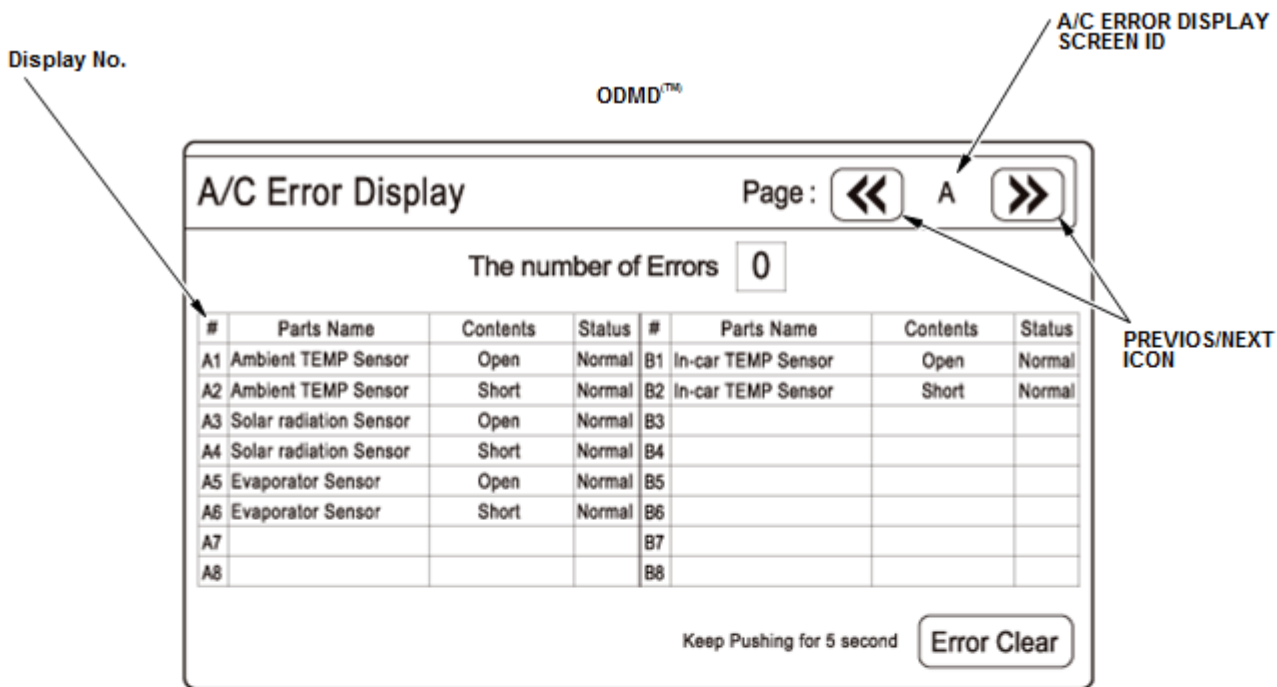 A/C ERROR DISPLAY
SCREEN ID
Display No.
ODMD(TM)
A/C Error Display Page : « A »
The number of Errors 0
# Parts Name Contents Status # Parts Name Contents Status
A1 Ambient TEMP Sensor Open Normal B1 In-car TEMP Sensor Open Normal
A2 Ambient TEMP Sensor Short Normal B2 In-car TEMP Sensor Short Normal
A3 Solar radiation Sensor Open Normal B3
A4 Solar radiation Sensor Short Normal B4
A5 Evaporator Sensor Open Normal B5
A6 Evaporator Sensor Short Normal B6
A7 B7
A8 B8
PREVIOS/NEXT
ICON
Keep Pushing for 5 second Error Clear